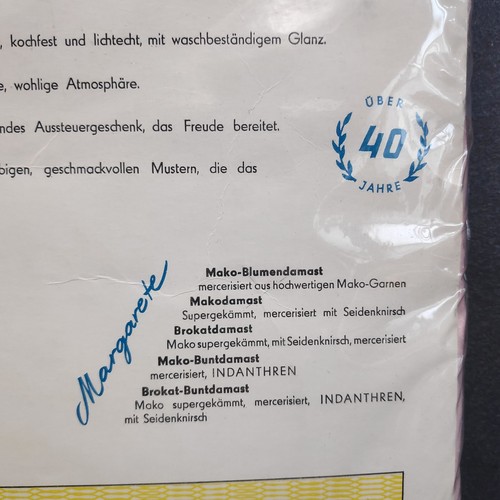 , kochfest und lichtecht, mit waschbeständigem Glanz.
e, wohlige Atmosphäre.
ndes Aussteuergeschenk, das Freude bereitet.
bigen, geschmackvollen Mustern, die das
ÜBER
40
JAHRE
Margarete
Mako-Blumendamast
mercerisiert aus hochwertigen Mako-Garnen
Makodamast
Supergekämmt, mercerisiert mit Seidenknirsch
Brokatdamast
Mako supergekämmt, mit Seidenknirsch, mercerisiert
Mako-Buntdamast
mercerisiert, INDANTHREN
Brokat-Buntdamast
Mako supergekämmt, mercerisiert, INDANTHREN,
mit Seidenknirsch